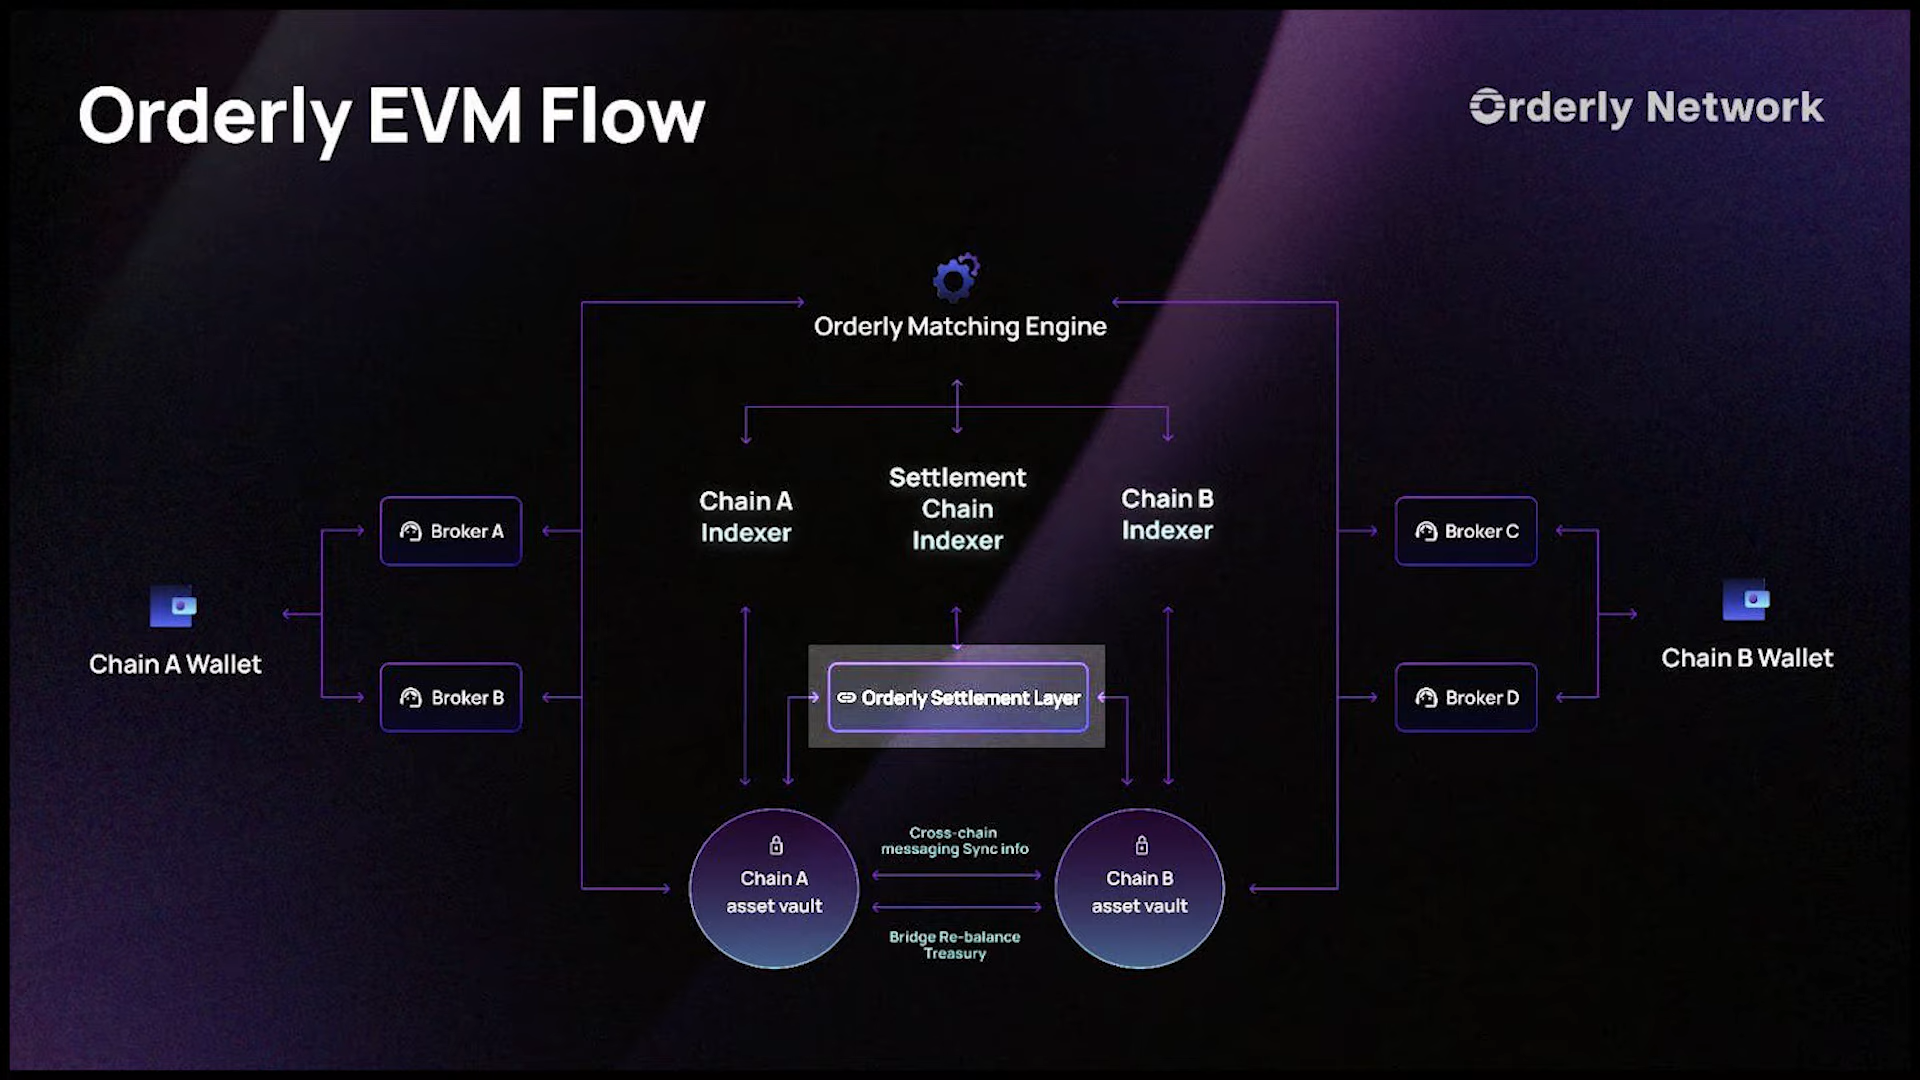 Orderly EVM Flow
Orderly Network
Orderly Matching Engine
Chain A
Indexer
Settlement
Chain
Indexer
Chain B
Indexer
Broker A
Broker C
Chain A Wallet
Chain B Wallet
Broker B
Orderly Settlement Layer
Broker D
Cross-chain
messaging Sync info
Chain A
asset vault
Chain B
asset vault
Bridge Re-balance
Treasury